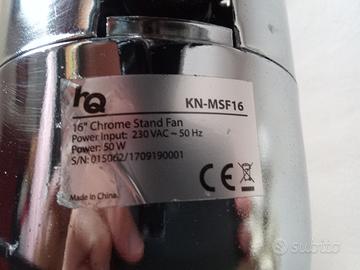 hQ
KN-MSF16
16" Chrome Stand Fan
Power Input: 230 VAC ~ 50 Hz
Power: 50 W
S/N: 015062/1709190001
Made in China.
CE
subito